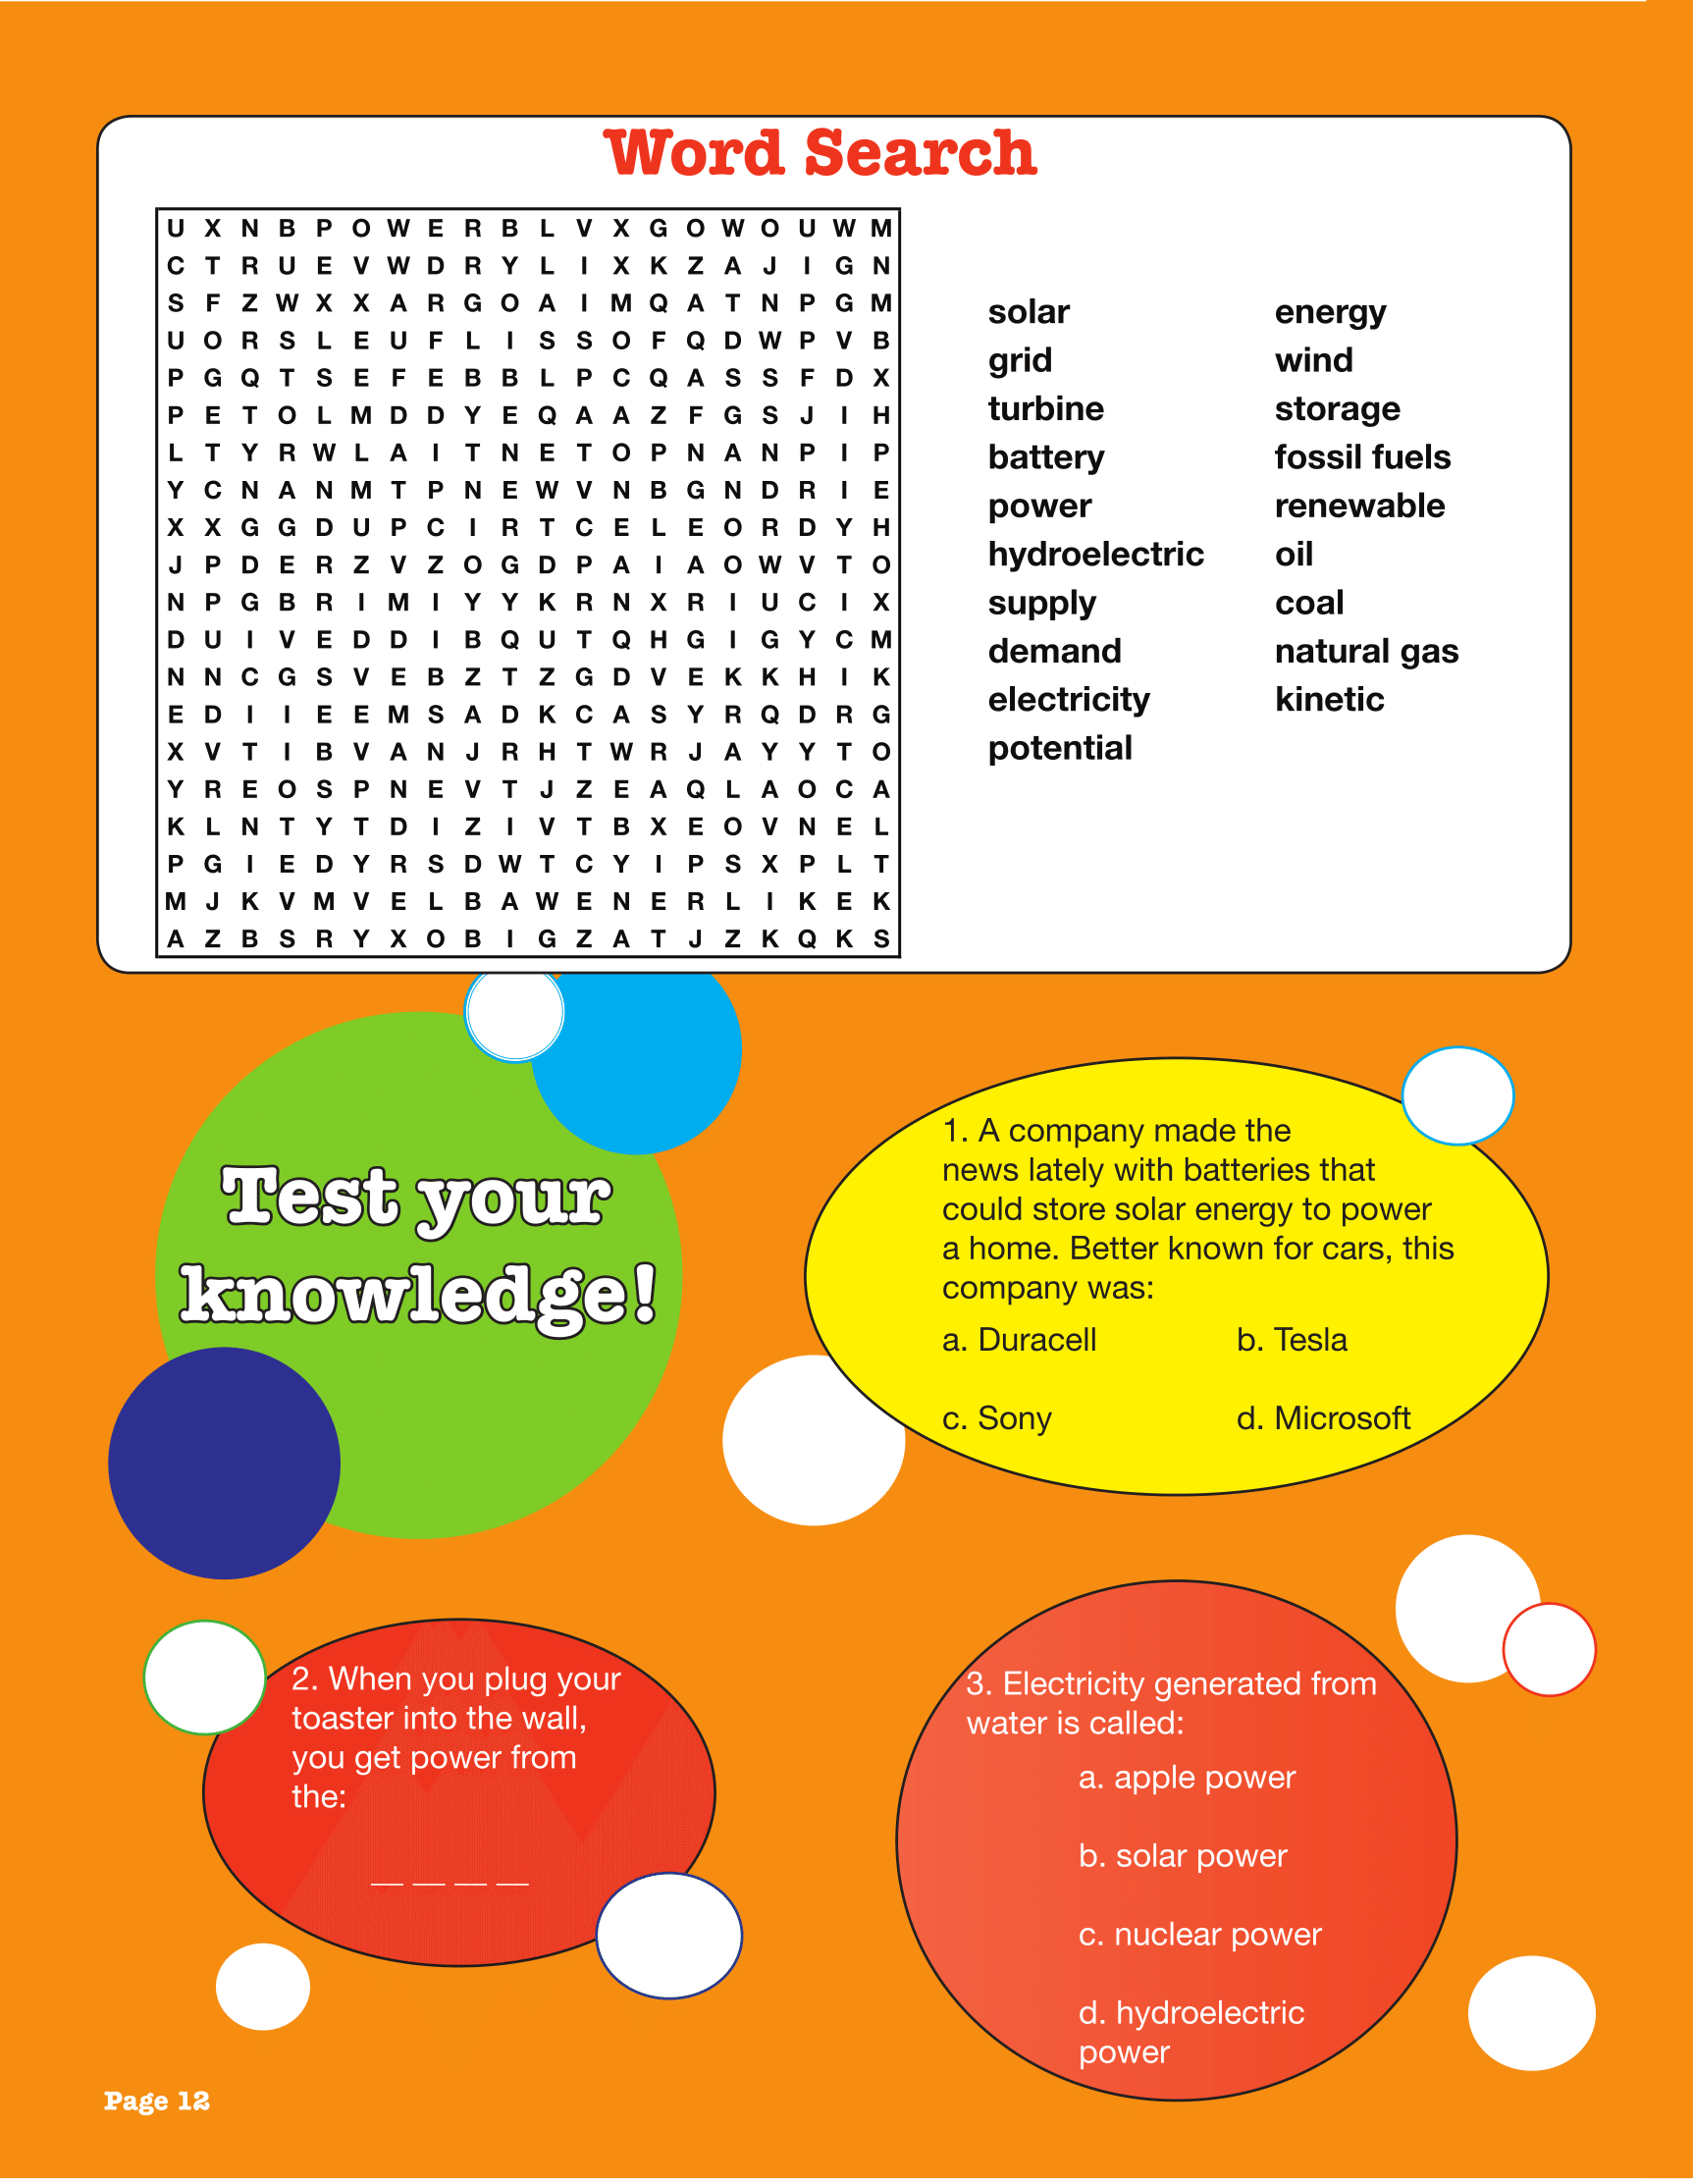 Word Search
U X N B P O W E R B L V X G O W O U W M
C T R U E V W D R Y L I X K Z A J I G N
S F Z W X X A R G O A I M Q A T N P G M
U O R S L E U F L I S S O F Q D W P V B
P G Q T S E F E B B L P C Q A S S F D X
P E T O L M D D Y E Q A A Z F G S J I H
L T Y R W L A I T N E T O P N A N P I P
Y C N A N M T P N E W V N B G N D R I E
X X G G D U P C I R T C E L E O R D Y H
J P D E R Z V Z O G D P A I A O W V T O
N P G B R I M I Y Y K R N X R I U C I X
D U I V E D D I B Q U T Q H G I G Y C M
N N C G S V E B Z T Z G D V E K K H I K
E D I I E E M S A D K C A S Y R Q D R G
X V T I B V A N J R H T W R J A Y Y T O
Y R E O S P N E V T J Z E A Q L A O C A
K L N T Y T D I Z I V T B X E O V N E L
P G I E D Y R S D W T C Y I P S X P L T
M J K V M V E L B A W E N E R L I K E K
A Z B S R Y X O B I G Z A T J Z K Q K S
solar
grid
turbine
battery
power
hydroelectric
supply
demand
electricity
potential
energy
wind
storage
fossil fuels
renewable
oil
coal
natural gas
kinetic
Test your
knowledge!
1. A company made the
news lately with batteries that
could store solar energy to power
a home. Better known for cars, this
company was:
a. Duracell b. Tesla
c. Sony d. Microsoft
2. When you plug your
toaster into the wall,
you get power from
the:
__ __ __ __
3. Electricity generated from
water is called:
a. apple power
b. solar power
c. nuclear power
d. hydroelectric
power
Page 12